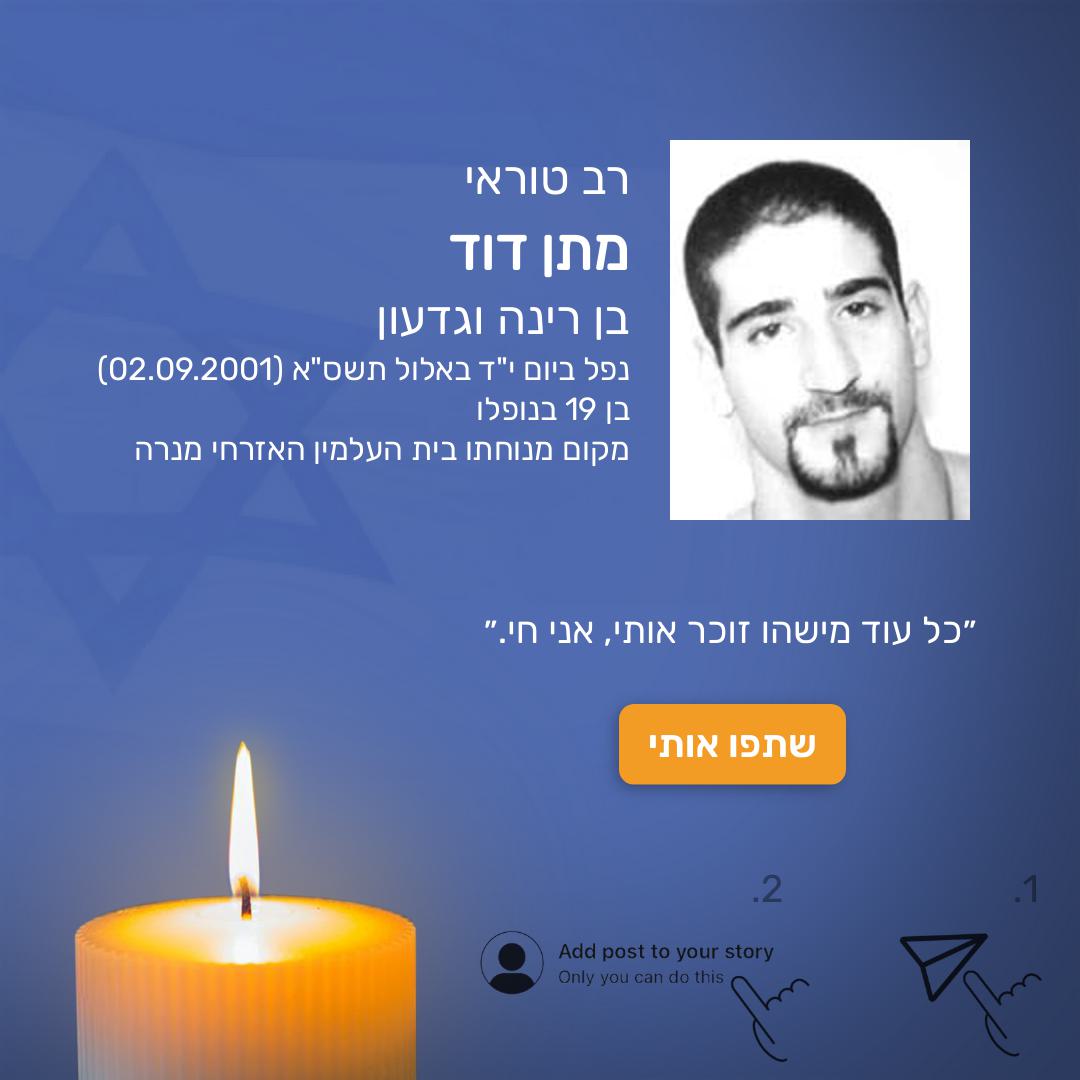 רב טוראי
מתן דוד
בן רינה וגדעון
נפל ביום י"ד באלול תשס"א (02.09.2001)
בן 19 בנופלו
מקום מנוחתו בית העלמין האזרחי מנרה
״כל עוד מישהו זוכר אותי, אני חי.״
שתפו אותי
1.
2.
Add post to your story
Only you can do this